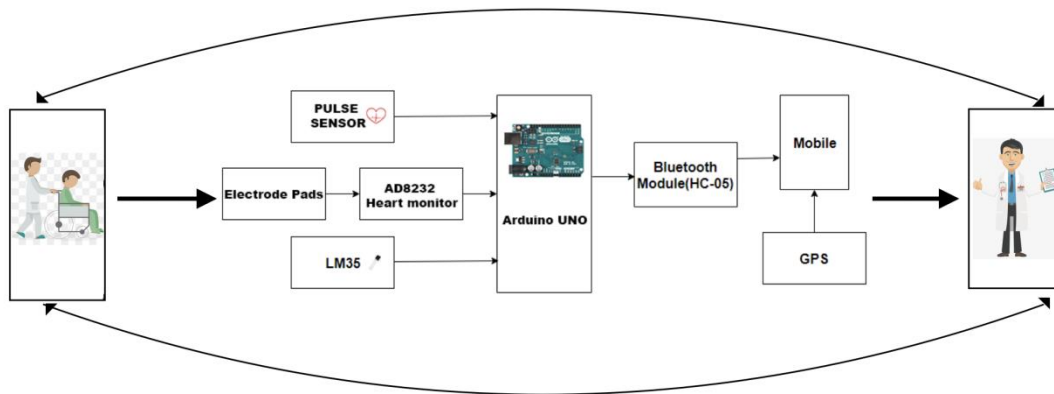 PULSE
SENSOR
Electrode Pads
AD8232
Heart monitor
LM35
Arduino UNO
Bluetooth
Module(HC-05)
Mobile
GPS